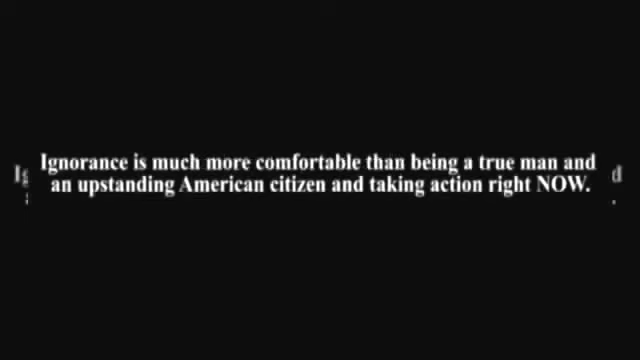 Ignorance is much more comfortable than being a true man and
an upstanding American citizen and taking action right NOW.